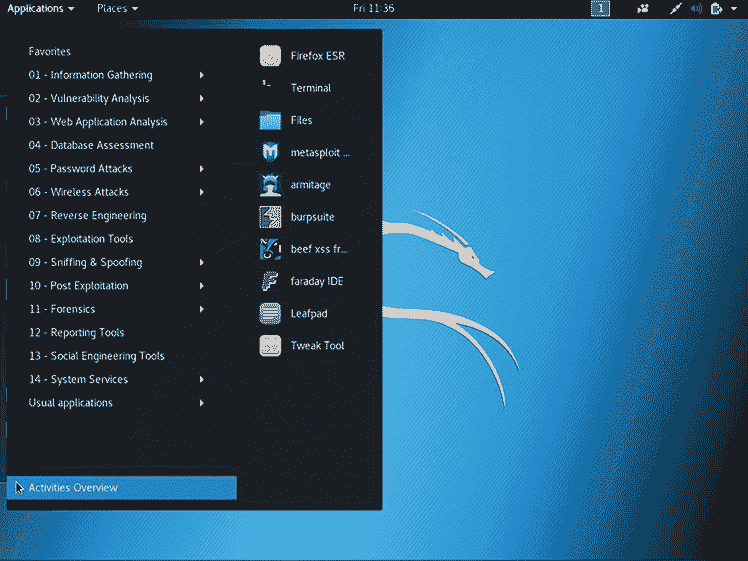 Applications Places Fri 11:36 1
Favorites
01 - Information Gathering
02 - Vulnerability Analysis
03 - Web Application Analysis
04 - Database Assessment
05 - Password Attacks
06 - Wireless Attacks
07 - Reverse Engineering
08 - Exploitation Tools
09 - Sniffing & Spoofing
10 - Post Exploitation
11 - Forensics
12 - Reporting Tools
13 - Social Engineering Tools
14 - System Services
Usual applications
Activities Overview
Firefox ESR
Terminal
Files
metasploit ...
armitage
burpsuite
beef xss fr...
faraday IDE
Leafpad
Tweak Tool